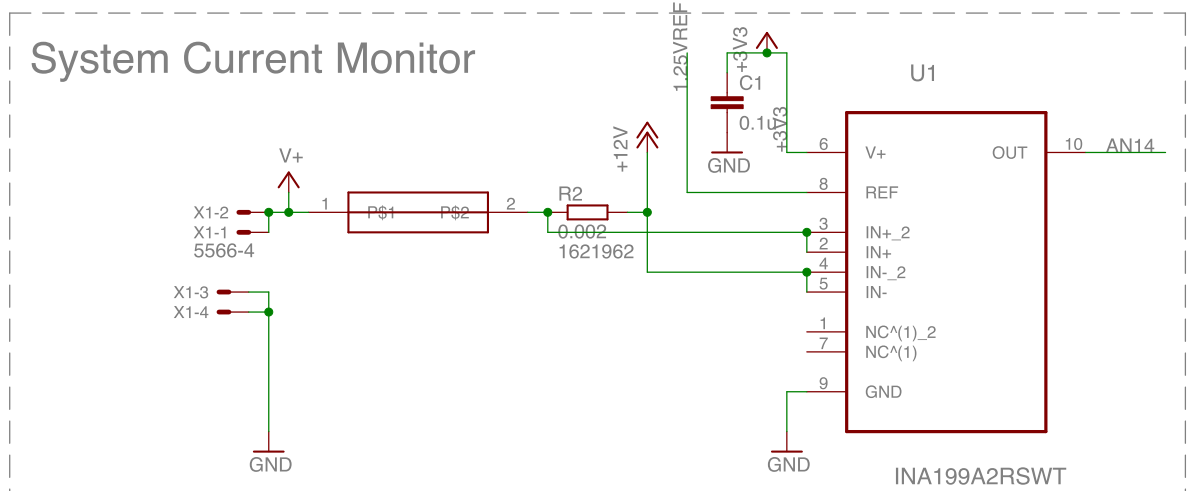 System Current Monitor
1.25VREF
+3V3
C1
0.1u
+3V3
GND
U1
+12V
V+
X1-2
X1-1
5566-4
1
P$1
P$2
2
R2
0.002
1621962
X1-3
X1-4
GND
6
V+
OUT
10
AN14
8
REF
3
IN+_2
2
IN+
4
IN-_2
5
IN-
1
NC^(1)_2
7
NC^(1)
9
GND
GND
INA199A2RSWT